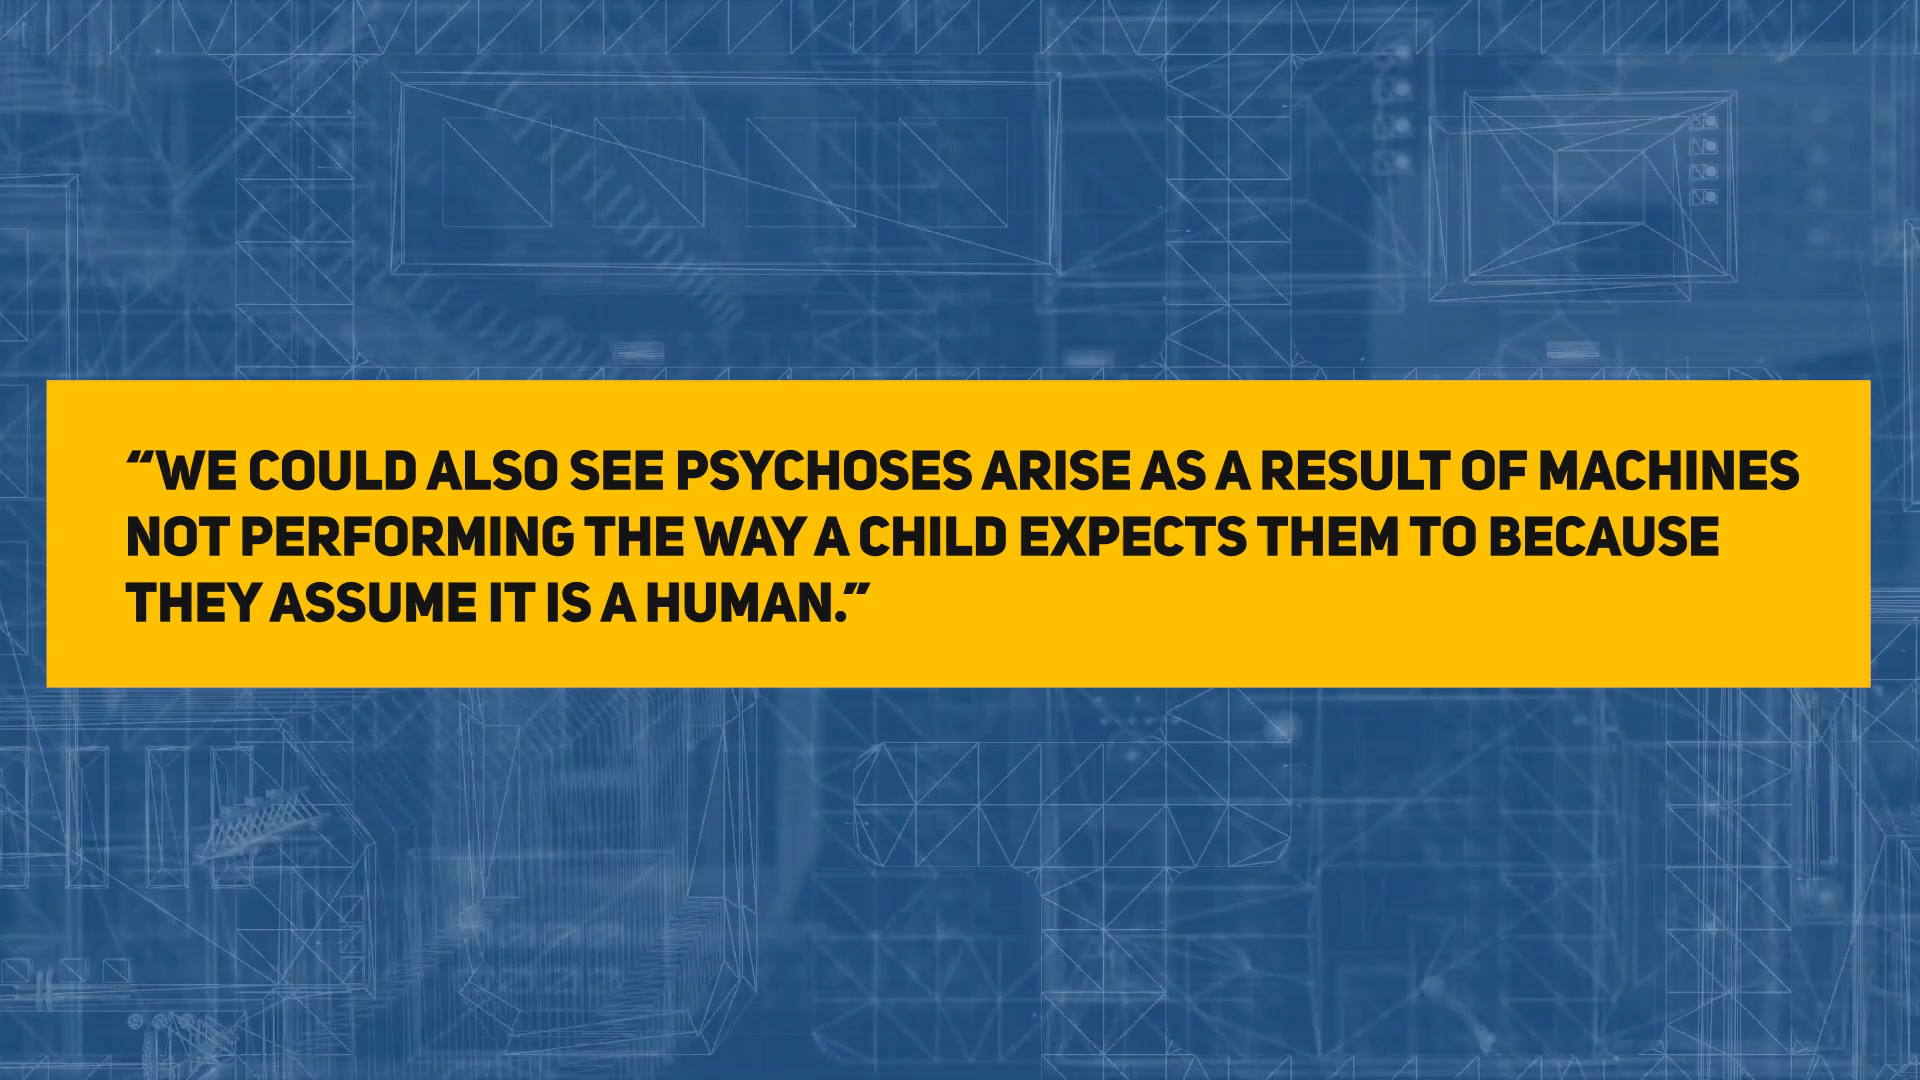 “WE COULD ALSO SEE PSYCHOSES ARISE AS A RESULT OF MACHINES
NOT PERFORMING THE WAY A CHILD EXPECTS THEM TO BECAUSE
THEY ASSUME IT IS A HUMAN.”